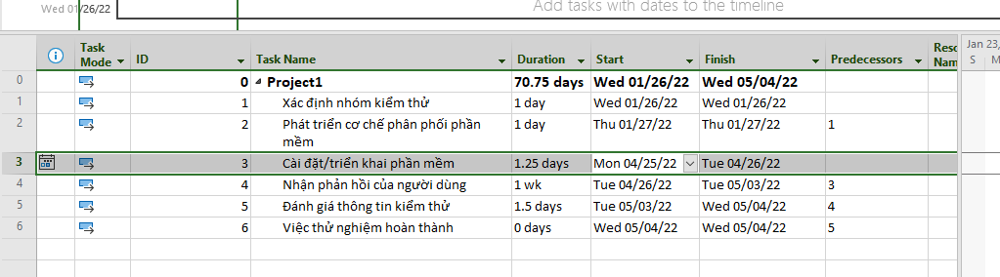 Wed 01/26/22
Add tasks with dates to the timeline
Task Mode ID Task Name Duration Start Finish Predecessors Jan 23,
S
0 0 Project1 70.75 days Wed 01/26/22 Wed 05/04/22
1 1 Xác định nhóm kiểm thử 1 day Wed 01/26/22 Wed 01/26/22
2 2 Phát triển cơ chế phân phối phần 1 day Thu 01/27/22 Thu 01/27/22 1
mềm
3 3 Cài đặt/triển khai phần mềm 1.25 days Mon 04/25/22 Tue 04/26/22
4 4 Nhận phản hồi của người dùng 1 wk Tue 04/26/22 Tue 05/03/22 3
5 5 Đánh giá thông tin kiểm thử 1.5 days Tue 05/03/22 Wed 05/04/22 4
6 6 Việc thử nghiệm hoàn thành 0 days Wed 05/04/22 Wed 05/04/22 5